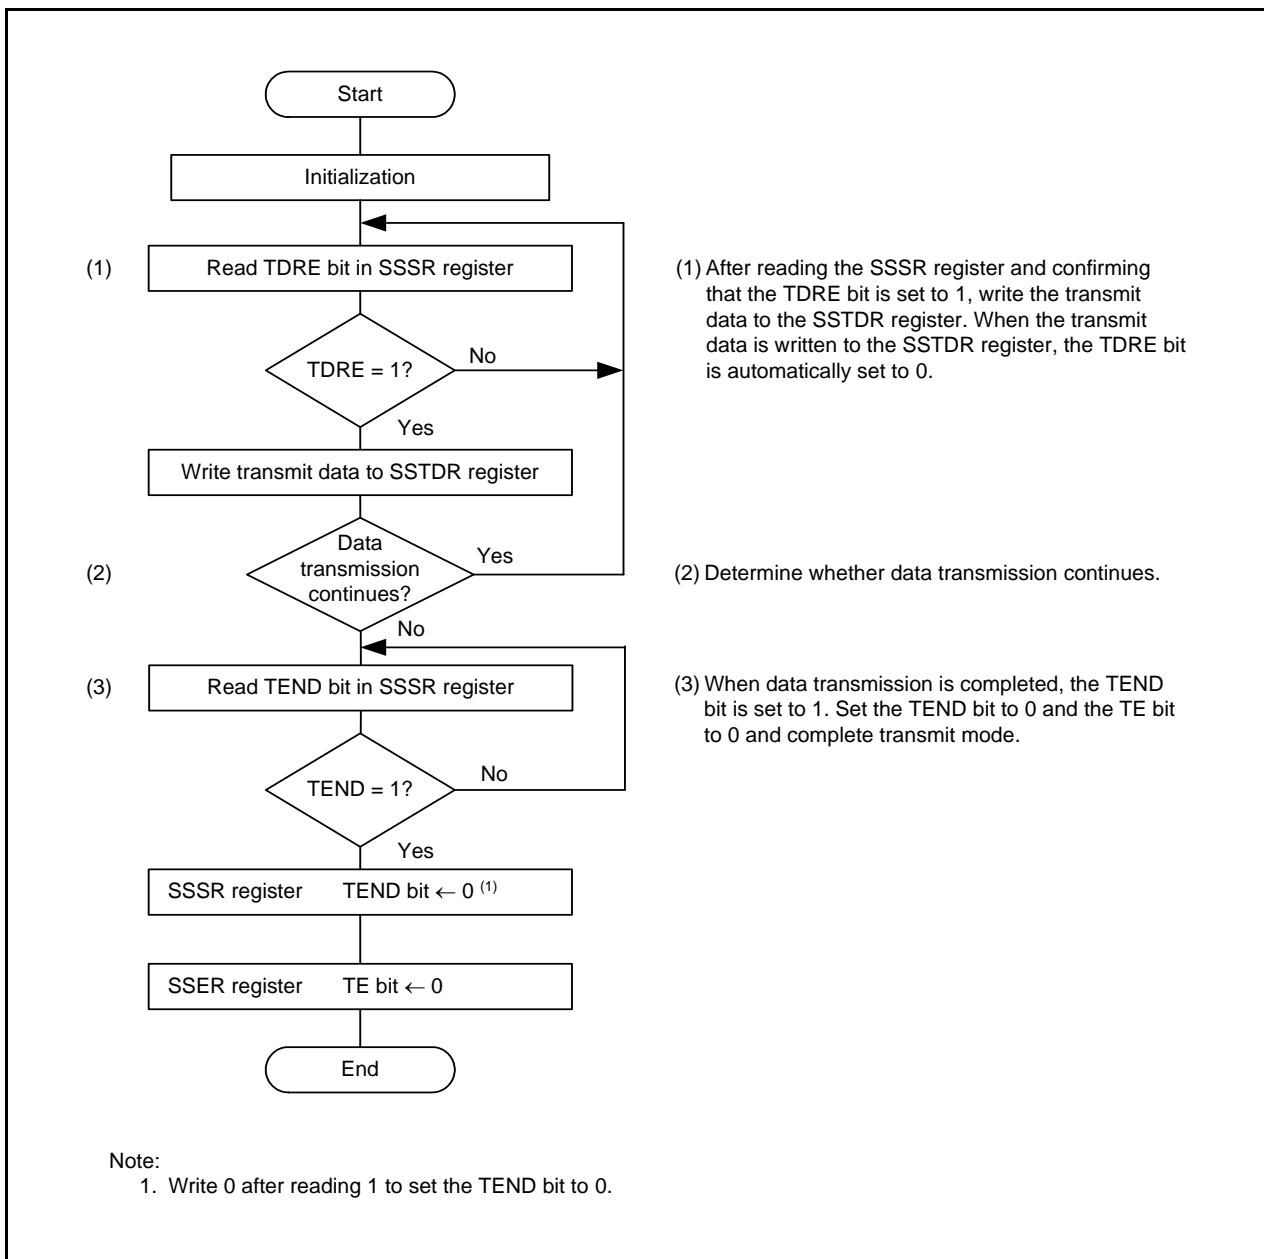 Start
Initialization
(1)
Read TDRE bit in SSSR register
(1) After reading the SSSR register and confirming
that the TDRE bit is set to 1, write the transmit
data to the SSTDR register. When the transmit
data is written to the SSTDR register, the TDRE bit
is automatically set to 0.
TDRE = 1?
No
Yes
Write transmit data to SSTDR register
(2)
Data
transmission
continues?
Yes
(2) Determine whether data transmission continues.
No
(3)
Read TEND bit in SSSR register
(3) When data transmission is completed, the TEND
bit is set to 1. Set the TEND bit to 0 and the TE bit
to 0 and complete transmit mode.
TEND = 1?
No
Yes
SSSR register TEND bit ← 0 (1)
SSER register TE bit ← 0
End
Note:
1. Write 0 after reading 1 to set the TEND bit to 0.